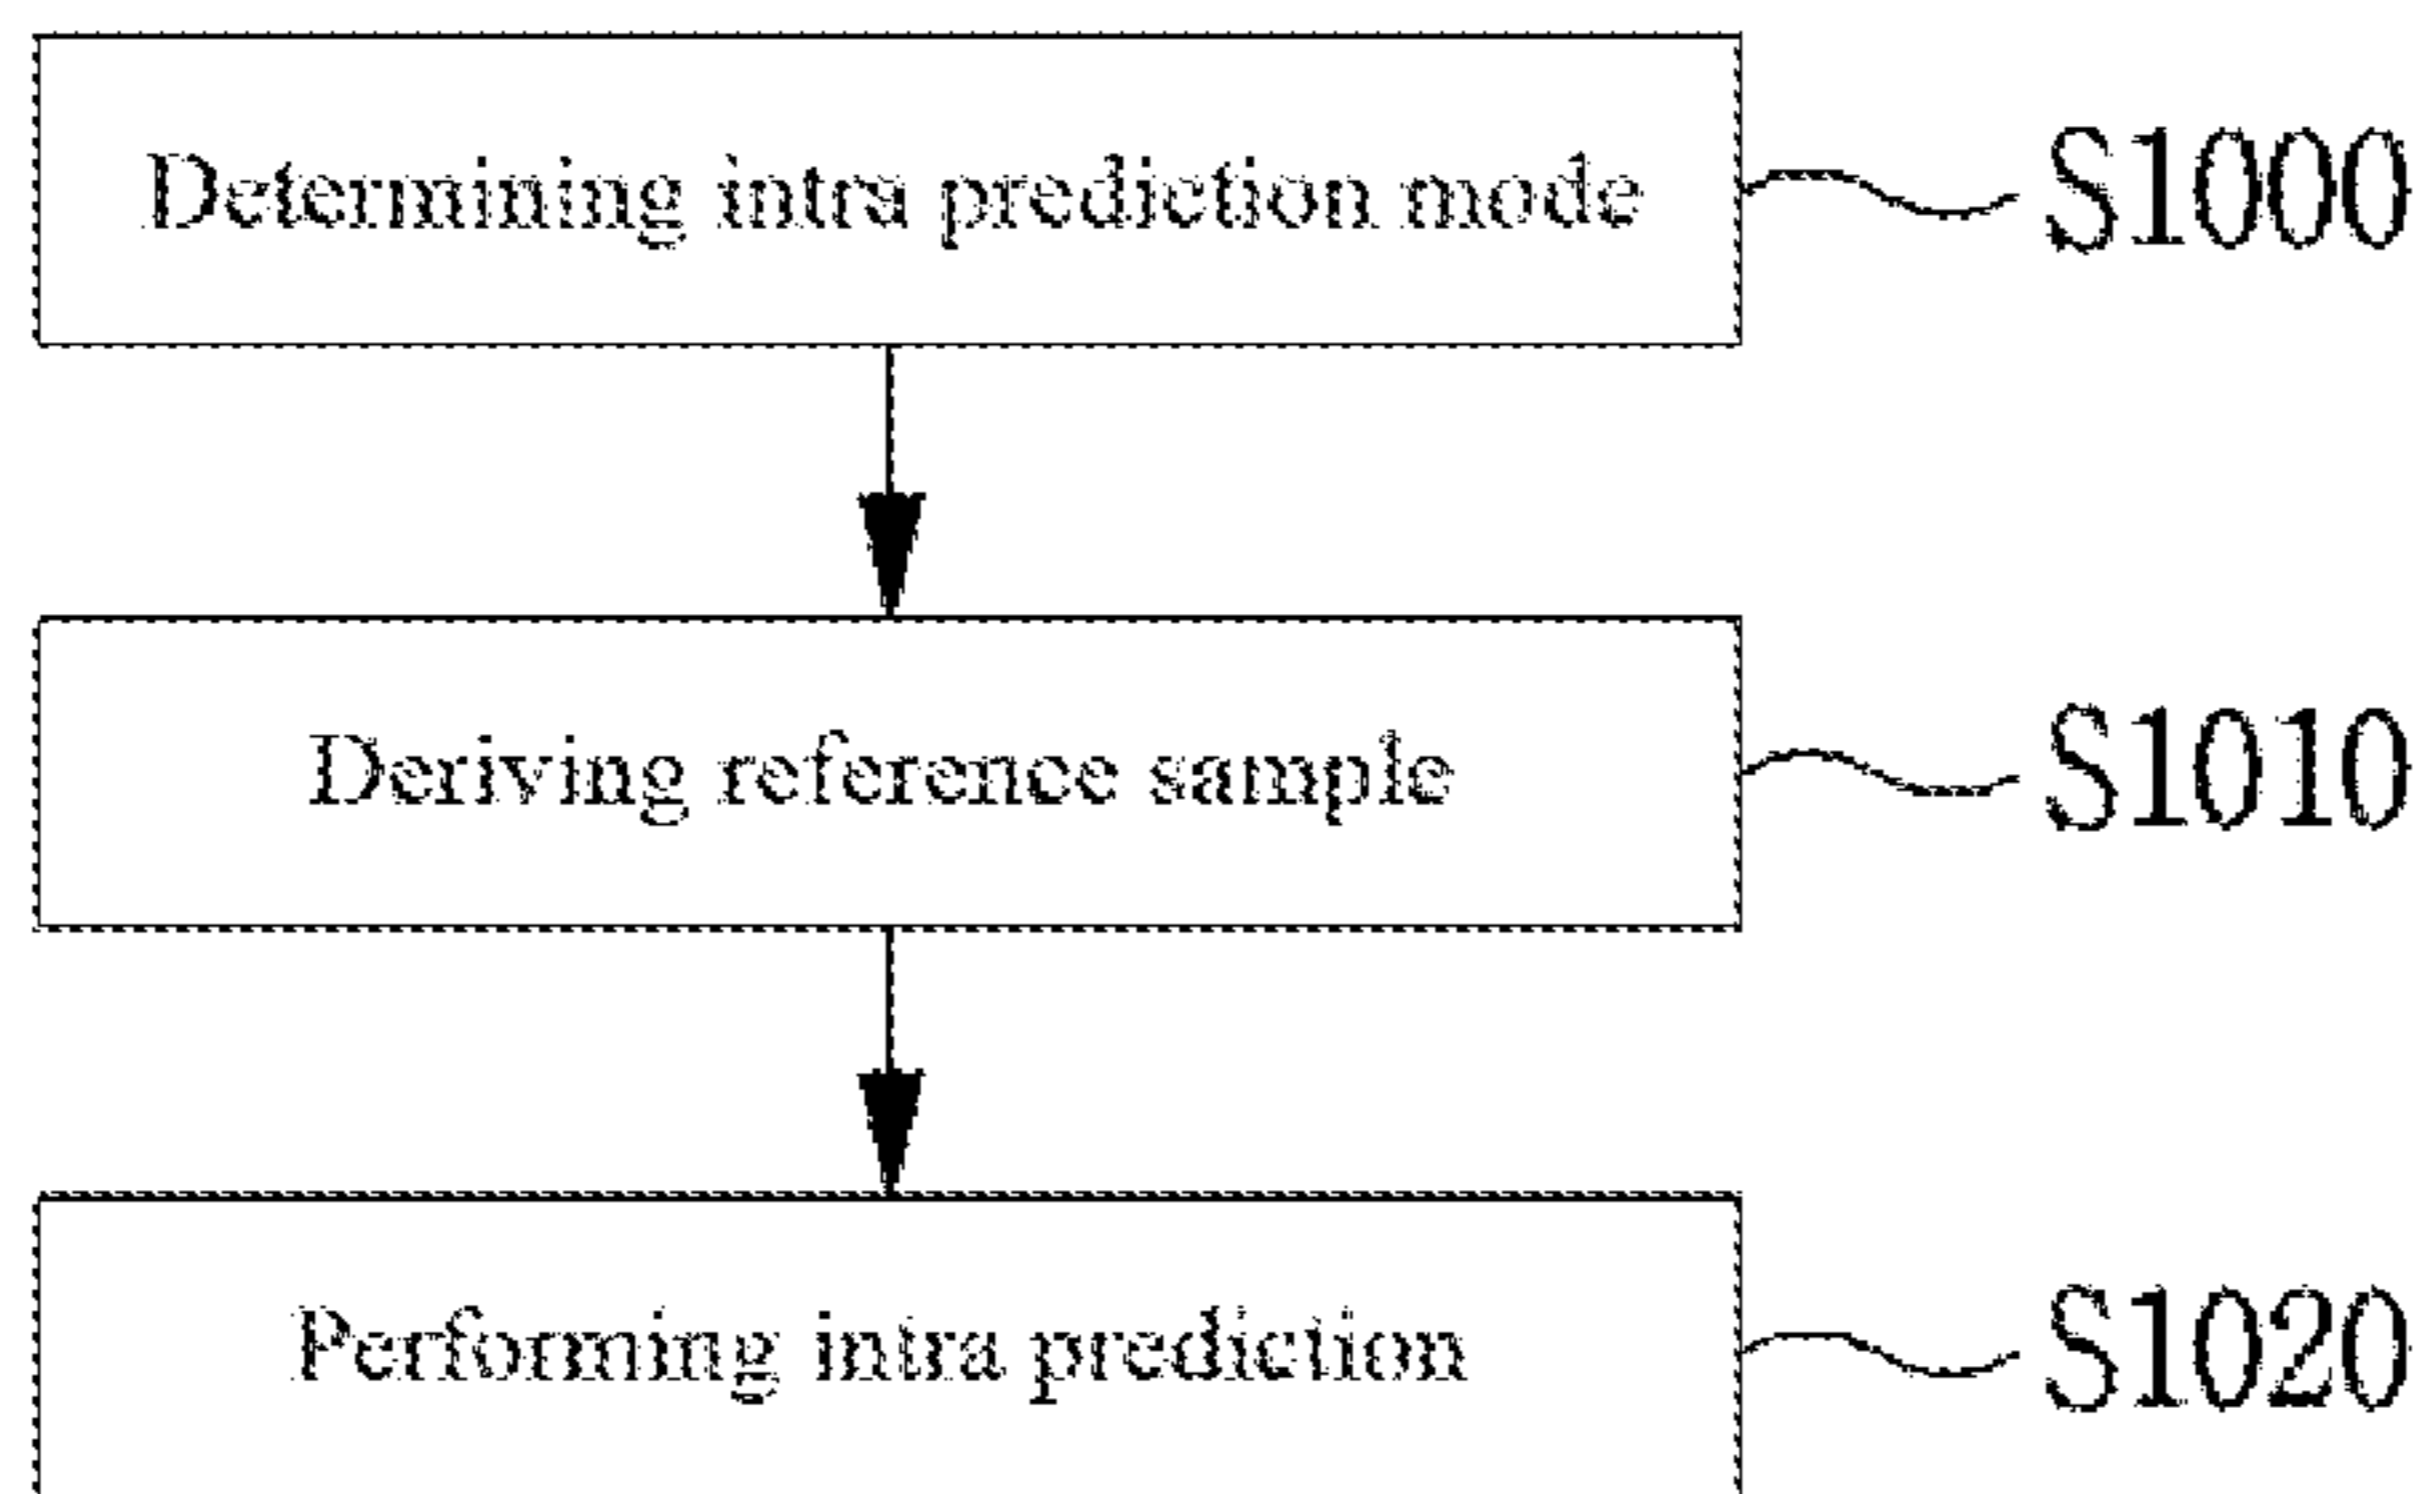 Determining intra prediction mode S1000
Deriving reference sample S1010
Performing intra prediction S1020